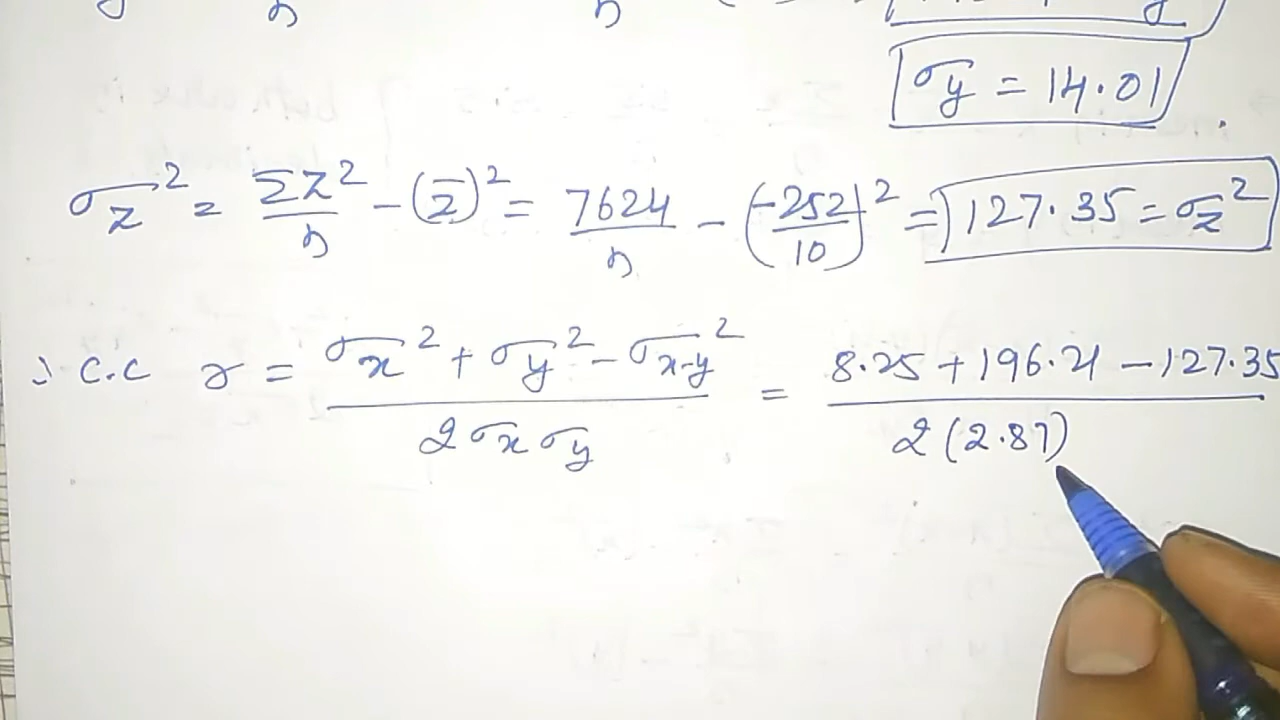 σy = 14.01
σz² = Σz²/n - (z̄)² = 7624/n - (-252/10)² = 127.35 = σz²
∴ C.C r = σx² + σy² - σx-y² / 2σxσy = 8.25 + 196.21 - 127.35 / 2(2.87)